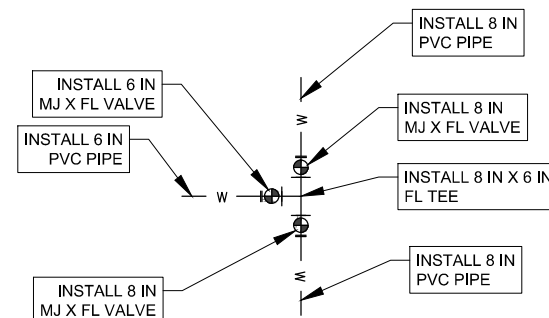 INSTALL 8 IN
PVC PIPE
INSTALL 6 IN
MJ X FL VALVE
W
INSTALL 8 IN
MJ X FL VALVE
INSTALL 6 IN
PVC PIPE
INSTALL 8 IN X 6 IN
FL TEE
W
INSTALL 8 IN
PVC PIPE
W
INSTALL 8 IN
MJ X FL VALVE